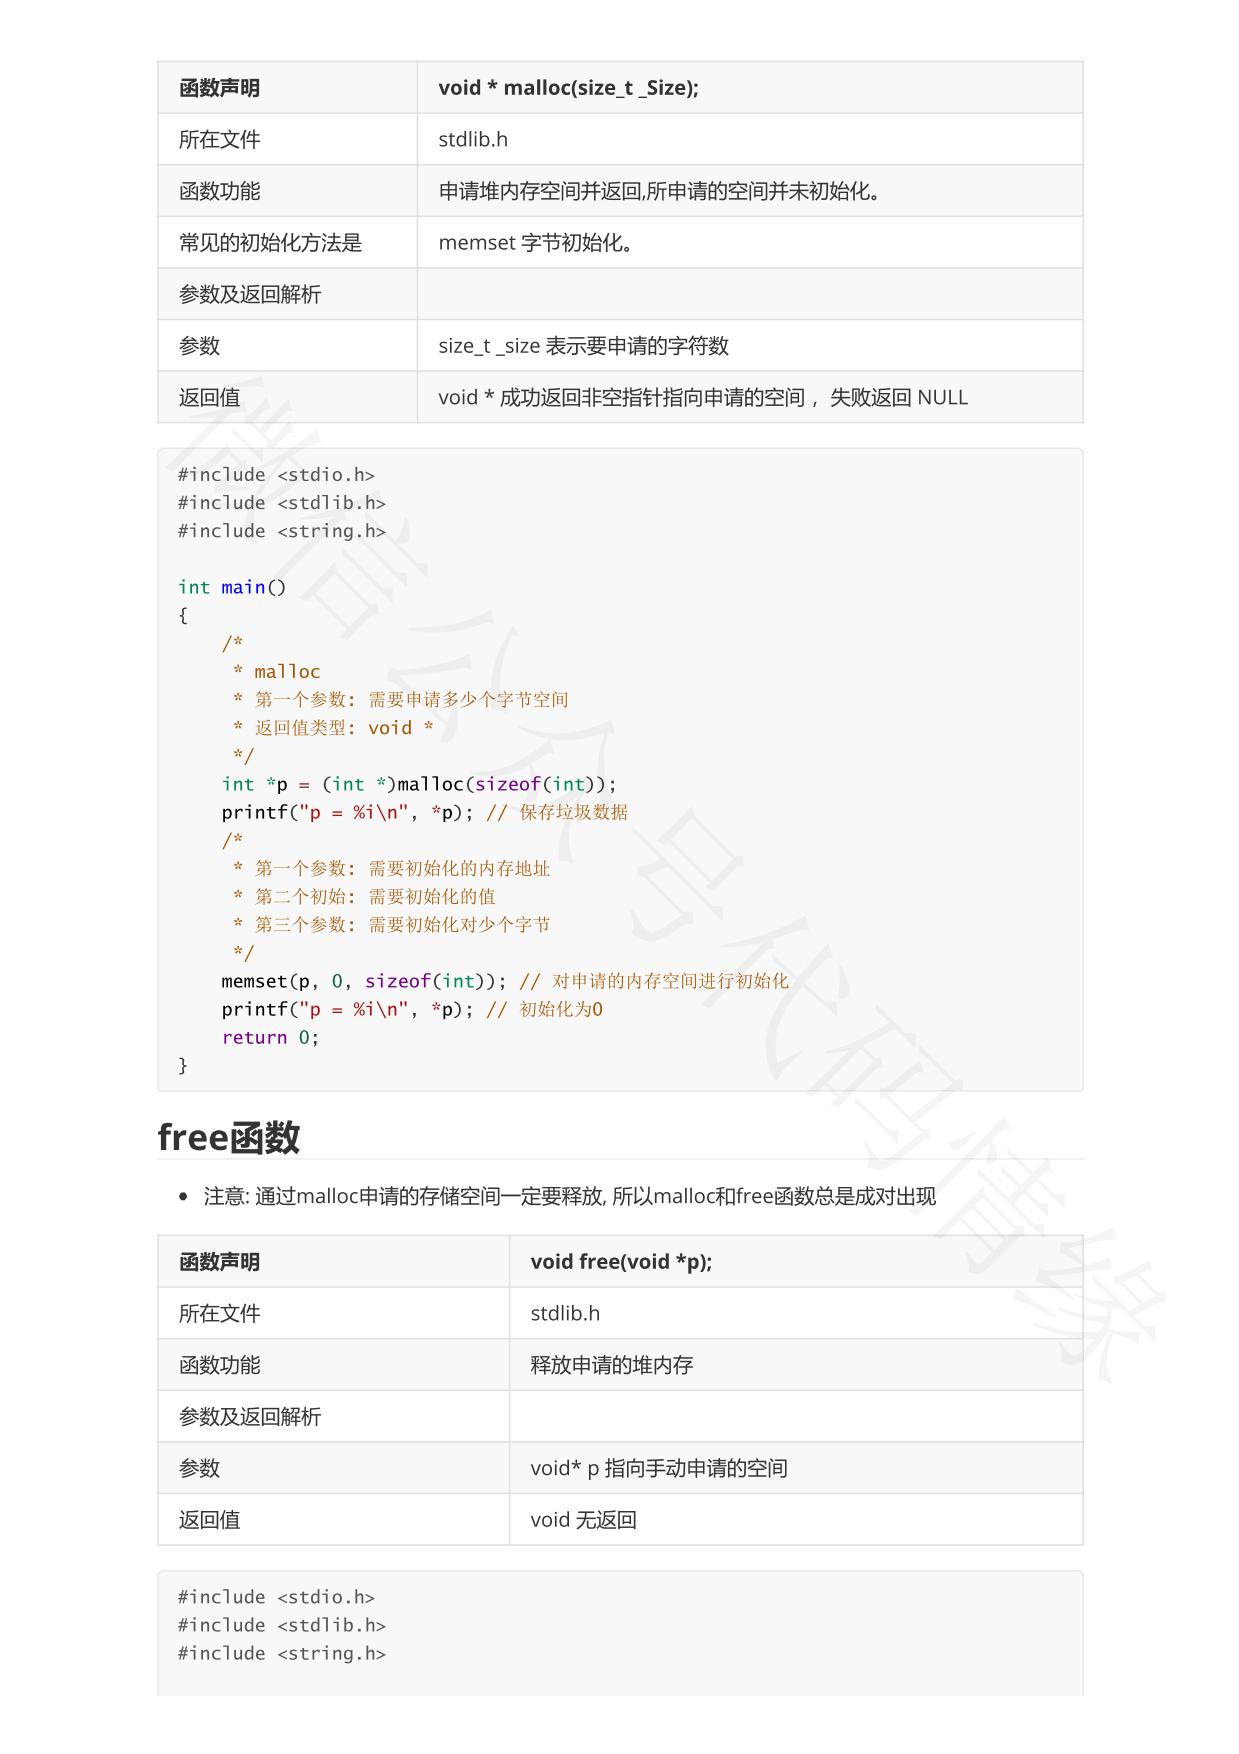 函数声明 void * malloc(size_t _Size);
所在文件 stdlib.h
函数功能 申请堆内存空间并返回,所申请的空间并未初始化。
常见的初始化方法是 memset 字节初始化。
参数及返回解析
参数 size_t _size 表示要申请的字符数
返回值 void * 成功返回非空指针指向申请的空间 ，失败返回 NULL
#include <stdio.h>
#include <stdlib.h>
#include <string.h>
int main()
{
    /*
     * malloc
     * 第一个参数: 需要申请多少个字节空间
     * 返回值类型: void *
     */
    int *p = (int *)malloc(sizeof(int));
    printf("p = %i\n", *p); // 保存垃圾数据
    /*
     * 第一个参数: 需要初始化的内存地址
     * 第二个初始: 需要初始化的值
     * 第三个参数: 需要初始化对少个字节
     */
    memset(p, 0, sizeof(int)); // 对申请的内存空间进行初始化
    printf("p = %i\n", *p); // 初始化为0
    return 0;
}
free函数
• 注意: 通过malloc申请的存储空间一定要释放, 所以malloc和free函数总是成对出现
函数声明 void free(void *p);
所在文件 stdlib.h
函数功能 释放申请的堆内存
参数及返回解析
参数 void* p 指向手动申请的空间
返回值 void 无返回
#include <stdio.h>
#include <stdlib.h>
#include <string.h>
微信公众号代码情缘